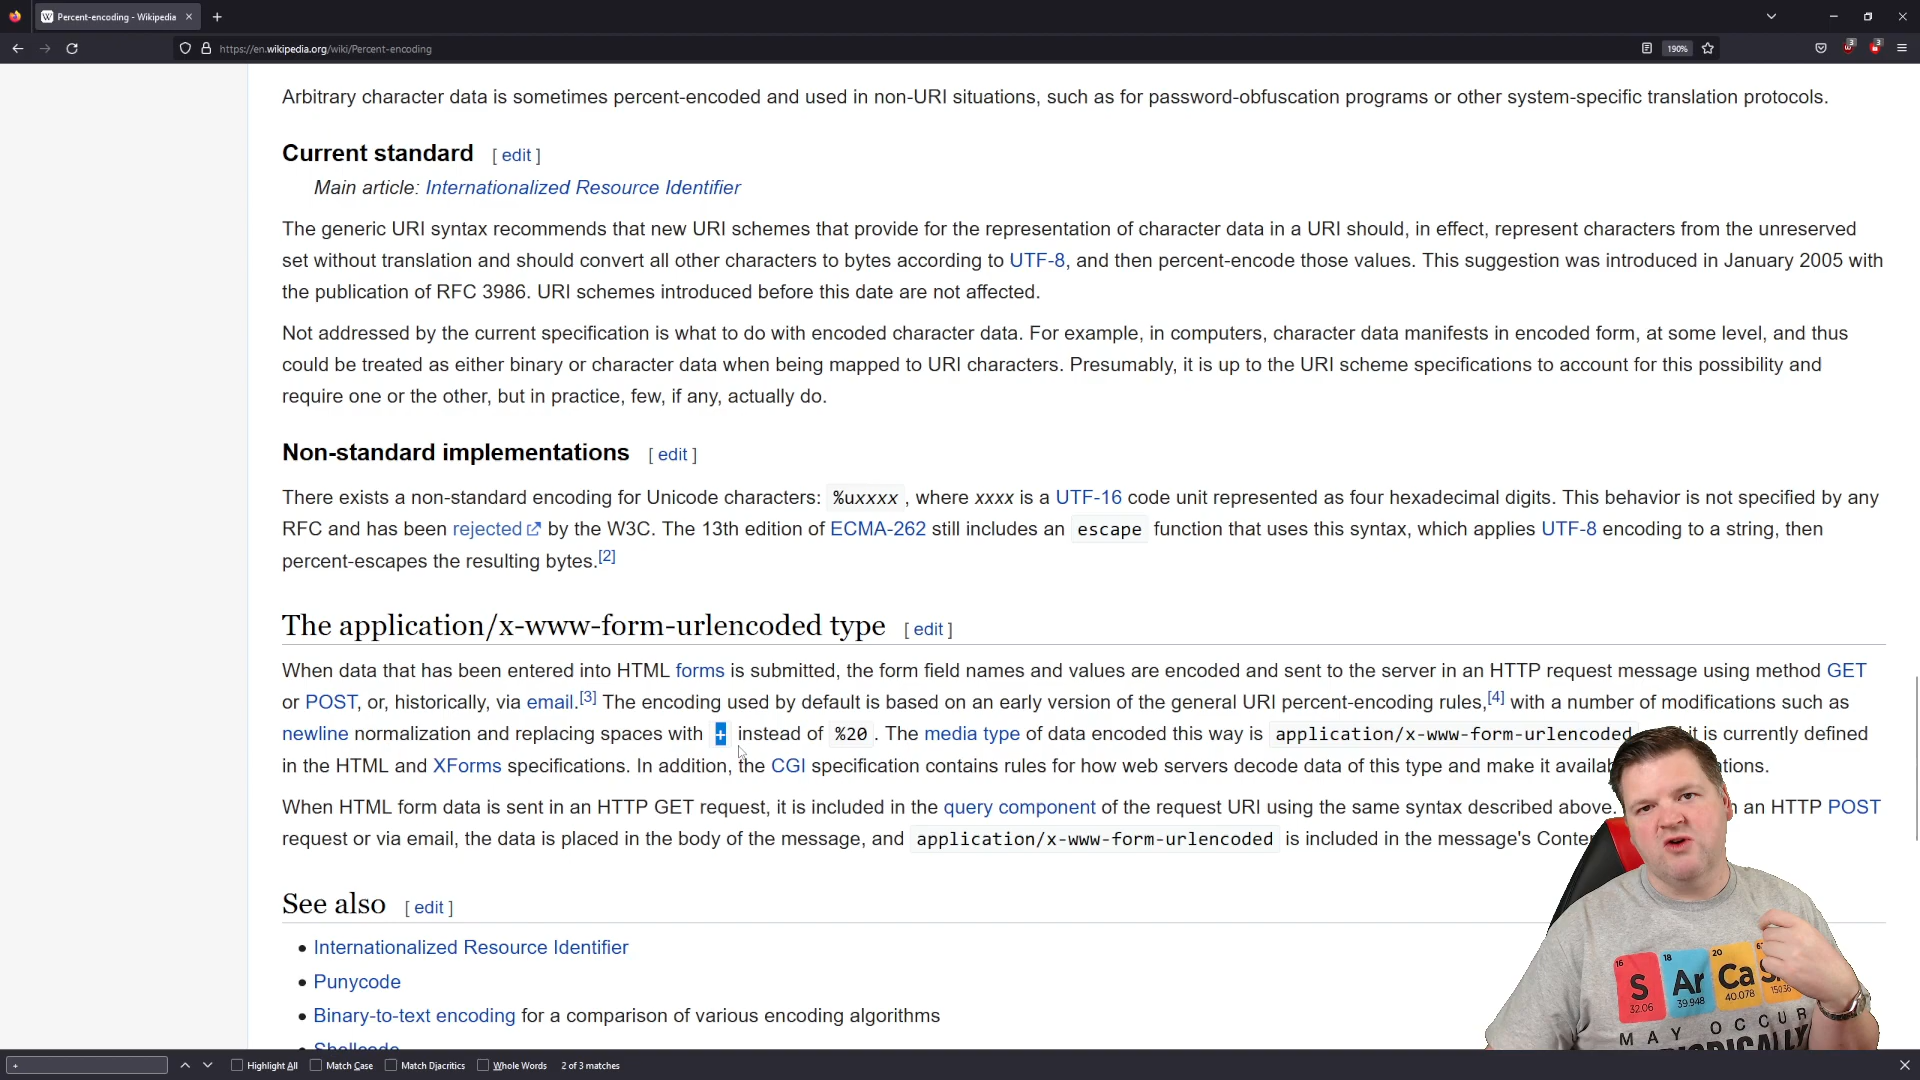 Percent-encoding - Wikipedia
https://en.wikipedia.org/wiki/Percent-encoding
190%
3
3
Arbitrary character data is sometimes percent-encoded and used in non-URI situations, such as for password-obfuscation programs or other system-specific translation protocols.
Current standard [ edit ]
Main article: Internationalized Resource Identifier
The generic URI syntax recommends that new URI schemes that provide for the representation of character data in a URI should, in effect, represent characters from the unreserved
set without translation and should convert all other characters to bytes according to UTF-8, and then percent-encode those values. This suggestion was introduced in January 2005 with
the publication of RFC 3986. URI schemes introduced before this date are not affected.
Not addressed by the current specification is what to do with encoded character data. For example, in computers, character data manifests in encoded form, at some level, and thus
could be treated as either binary or character data when being mapped to URI characters. Presumably, it is up to the URI scheme specifications to account for this possibility and
require one or the other, but in practice, few, if any, actually do.
Non-standard implementations [ edit ]
There exists a non-standard encoding for Unicode characters: %uxxxx , where xxxx is a UTF-16 code unit represented as four hexadecimal digits. This behavior is not specified by any
RFC and has been rejected by the W3C. The 13th edition of ECMA-262 still includes an escape function that uses this syntax, which applies UTF-8 encoding to a string, then
percent-escapes the resulting bytes.[2]
The application/x-www-form-urlencoded type [ edit ]
When data that has been entered into HTML forms is submitted, the form field names and values are encoded and sent to the server in an HTTP request message using method GET
or POST, or, historically, via email.[3] The encoding used by default is based on an early version of the general URI percent-encoding rules,[4] with a number of modifications such as
newline normalization and replacing spaces with + instead of %20 . The media type of data encoded this way is application/x-www-form-urlencoded it is currently defined
in the HTML and XForms specifications. In addition, the CGI specification contains rules for how web servers decode data of this type and make it
When HTML form data is sent in an HTTP GET request, it is included in the query component of the request URI using the same syntax described above. an HTTP POST
request or via email, the data is placed in the body of the message, and application/x-www-form-urlencoded is included in the message's
See also [ edit ]
Internationalized Resource Identifier
Punycode
Binary-to-text encoding for a comparison of various encoding algorithms
Shellcode
16 18 20
S Ar Ca
32.06 39.948 40.078
MAY OCCUR
+ Highlight All Match Case Match Diacritics Whole Words 2 of 3 matches